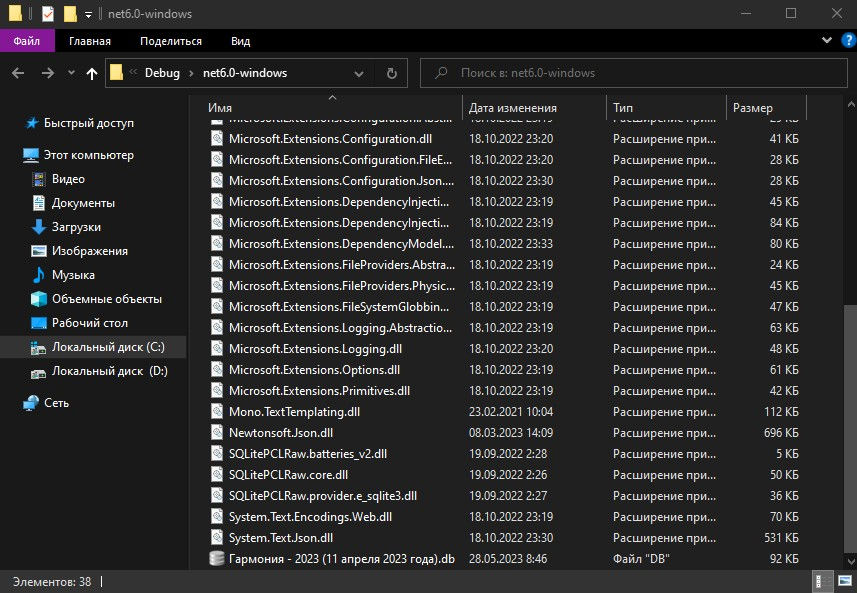 net6.0-windows
Файл Главная Поделиться Вид
Debug › net6.0-windows Поиск в: net6.0-windows
Имя Дата изменения Тип Размер
Быстрый доступ
Этот компьютер
Видео
Документы
Загрузки
Изображения
Музыка
Объемные объекты
Рабочий стол
Локальный диск (C:)
Локальный диск (D:)
Сеть
Microsoft.Extensions.Configuration.dll 18.10.2022 23:20 Расширение при... 41 КБ
Microsoft.Extensions.Configuration.FileE... 18.10.2022 23:20 Расширение при... 28 КБ
Microsoft.Extensions.Configuration.Json.... 18.10.2022 23:30 Расширение при... 28 КБ
Microsoft.Extensions.DependencyInjecti... 18.10.2022 23:19 Расширение при... 45 КБ
Microsoft.Extensions.DependencyInjecti... 18.10.2022 23:19 Расширение при... 84 КБ
Microsoft.Extensions.DependencyModel.... 18.10.2022 23:33 Расширение при... 80 КБ
Microsoft.Extensions.FileProviders.Abstra... 18.10.2022 23:19 Расширение при... 24 КБ
Microsoft.Extensions.FileProviders.Physic... 18.10.2022 23:19 Расширение при... 45 КБ
Microsoft.Extensions.FileSystemGlobbin... 18.10.2022 23:19 Расширение при... 47 КБ
Microsoft.Extensions.Logging.Abstractio... 18.10.2022 23:19 Расширение при... 63 КБ
Microsoft.Extensions.Logging.dll 18.10.2022 23:20 Расширение при... 48 КБ
Microsoft.Extensions.Options.dll 18.10.2022 23:19 Расширение при... 61 КБ
Microsoft.Extensions.Primitives.dll 18.10.2022 23:19 Расширение при... 42 КБ
Mono.TextTemplating.dll 23.02.2021 10:04 Расширение при... 112 КБ
Newtonsoft.Json.dll 08.03.2023 14:09 Расширение при... 696 КБ
SQLitePCLRaw.batteries_v2.dll 19.09.2022 2:28 Расширение при... 5 КБ
SQLitePCLRaw.core.dll 19.09.2022 2:26 Расширение при... 50 КБ
SQLitePCLRaw.provider.e_sqlite3.dll 19.09.2022 2:27 Расширение при... 36 КБ
System.Text.Encodings.Web.dll 18.10.2022 23:19 Расширение при... 70 КБ
System.Text.Json.dll 18.10.2022 23:30 Расширение при... 531 КБ
Гармония - 2023 (11 апреля 2023 года).db 28.05.2023 8:46 Файл "DB" 92 КБ
Элементов: 38